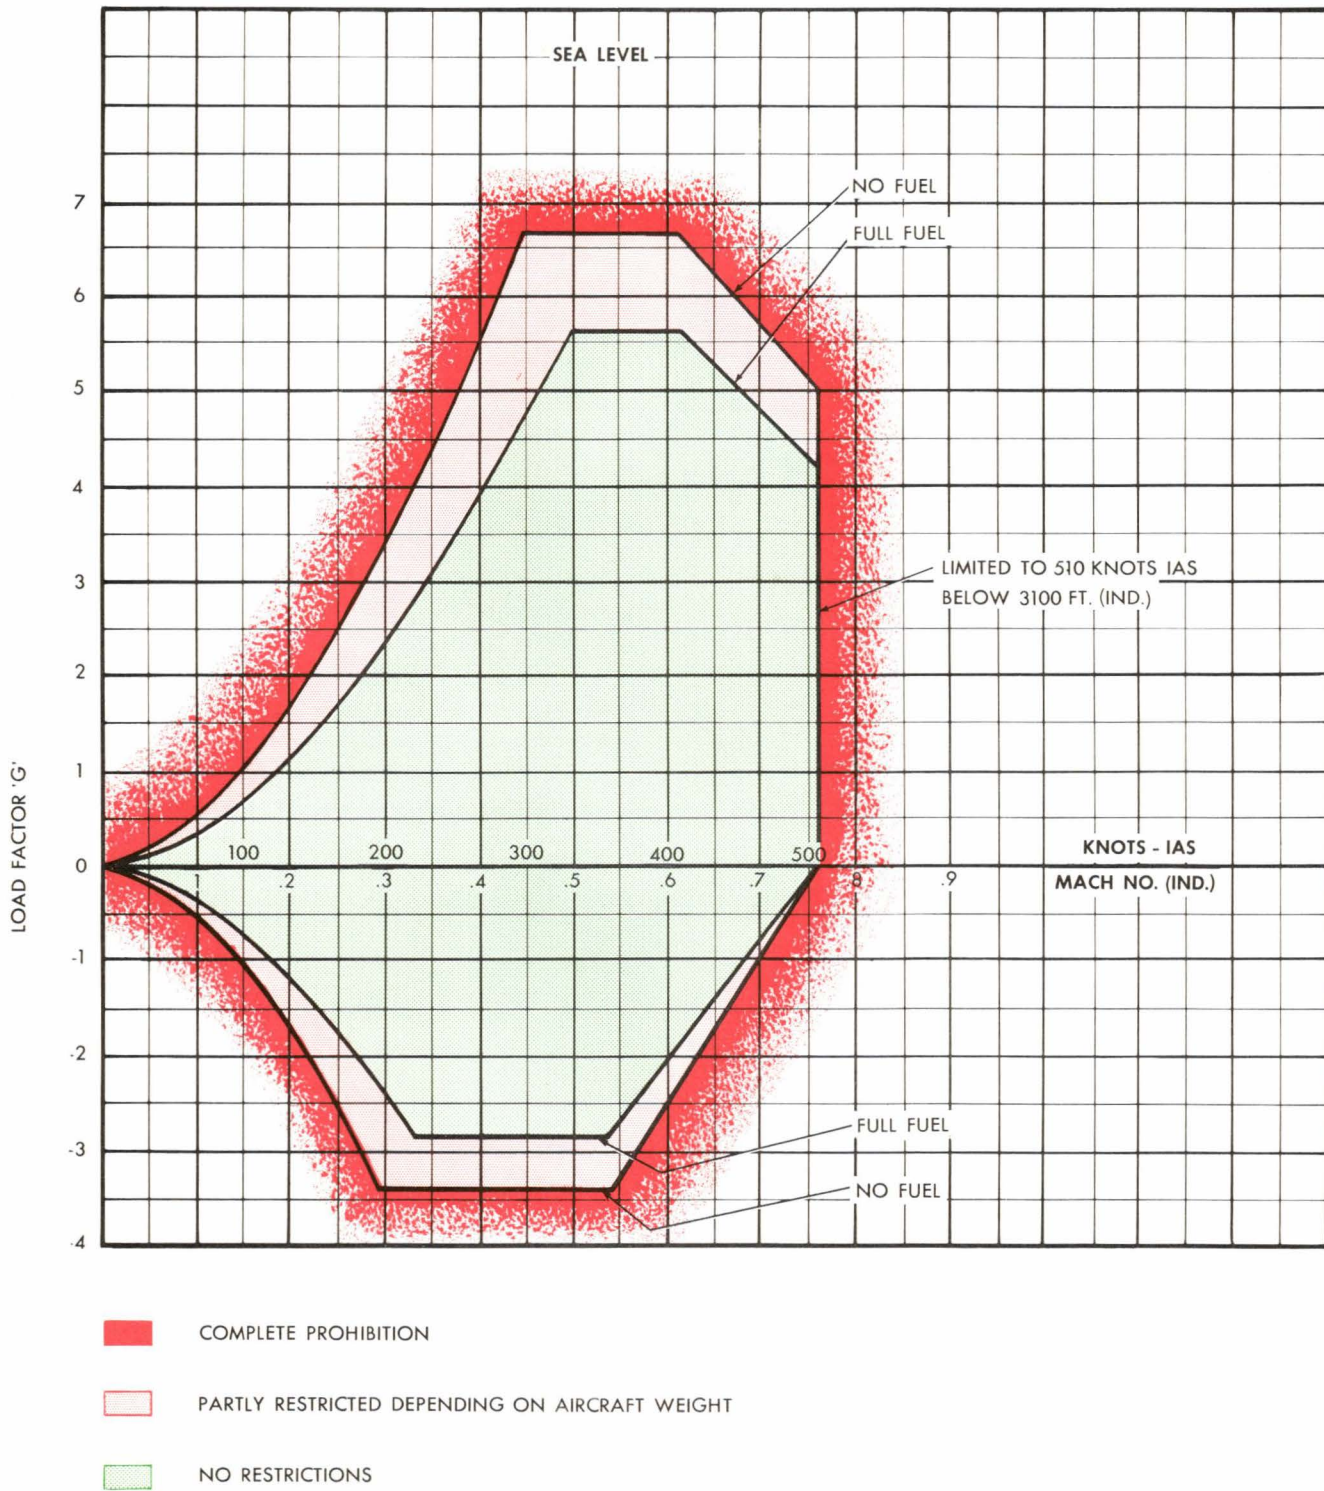 SEA LEVEL
NO FUEL
7
FULL FUEL
6
5
4
LIMITED TO 510 KNOTS IAS
3
BELOW 3100 FT. (IND.)
2
1
LOAD FACTOR 'G'
100 200 300 400 500 KNOTS - IAS
0
.1 .2 .3 .4 .5 .6 .7 .8 .9 MACH NO. (IND.)
-1
-2
FULL FUEL
-3
NO FUEL
-4
COMPLETE PROHIBITION
PARTLY RESTRICTED DEPENDING ON AIRCRAFT WEIGHT
NO RESTRICTIONS